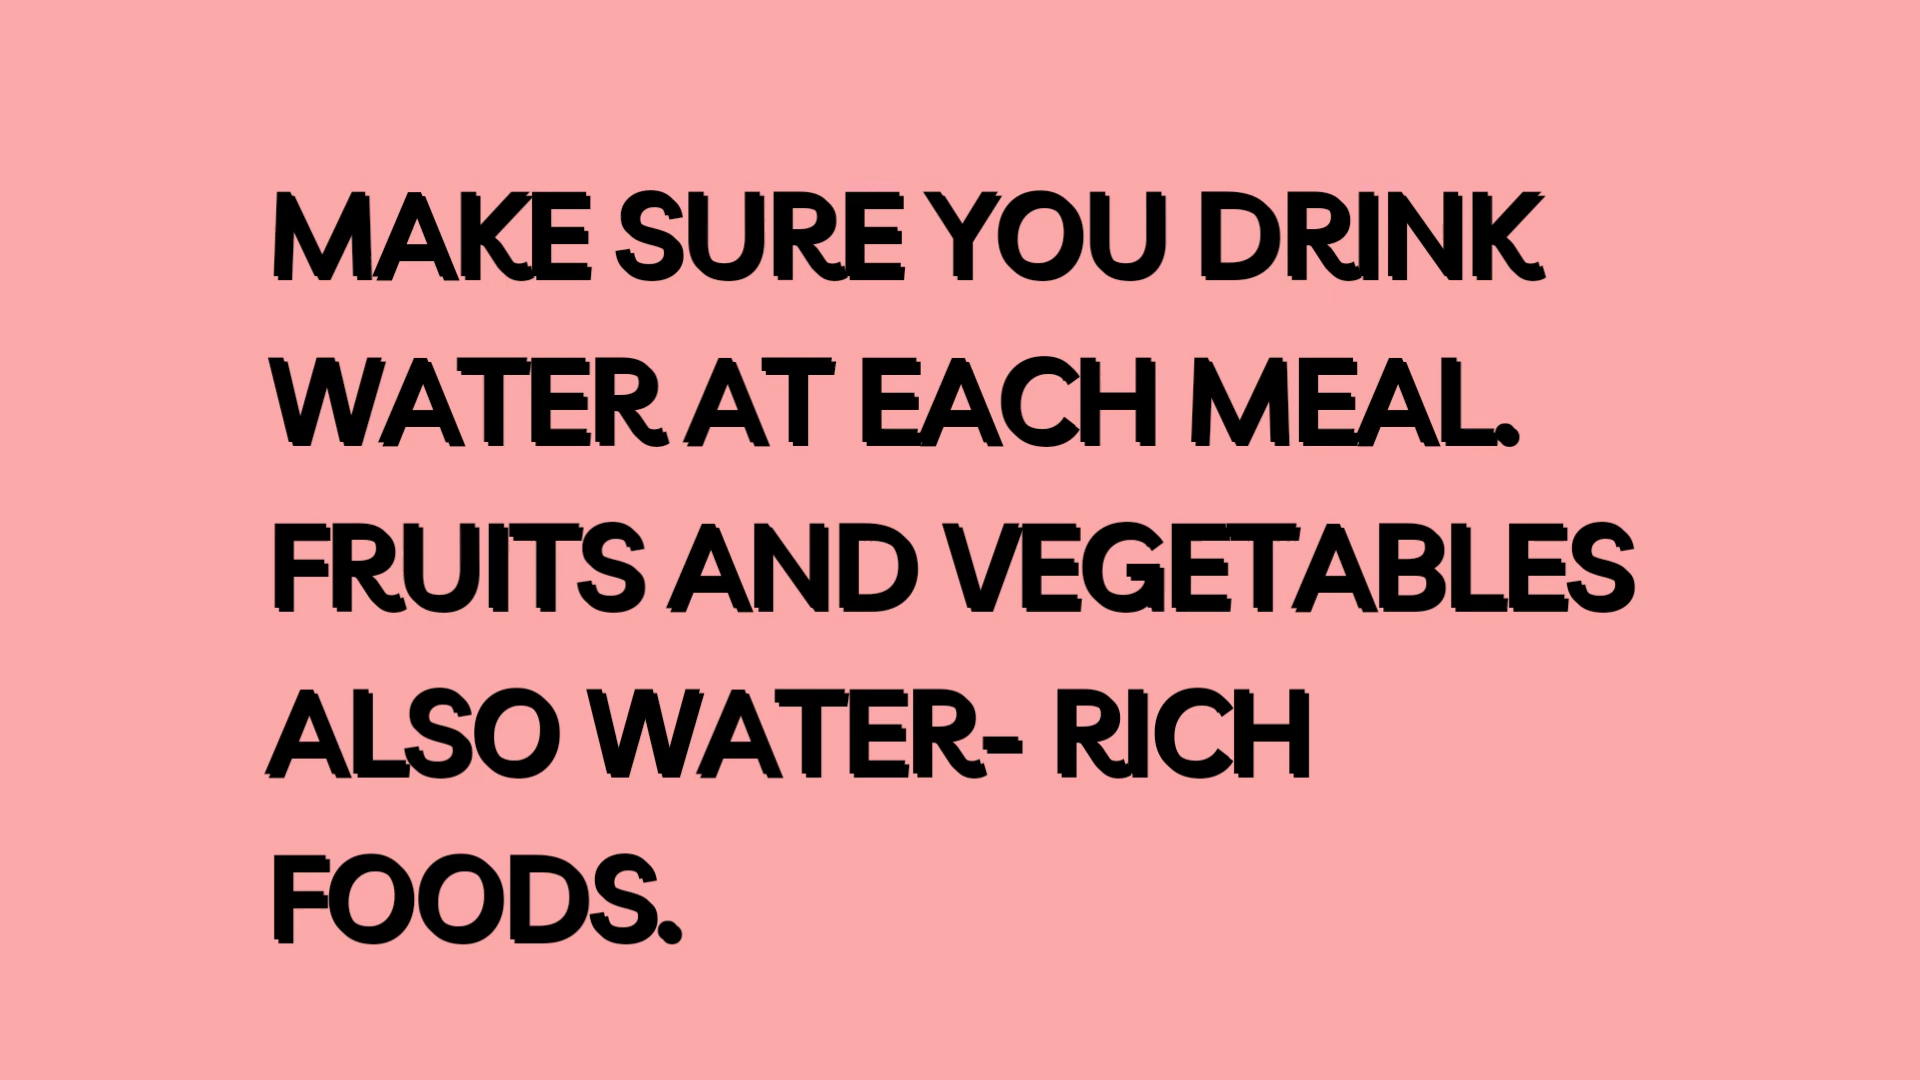 MAKE SURE YOU DRINK
WATER AT EACH MEAL.
FRUITS AND VEGETABLES
ALSO WATER- RICH
FOODS.